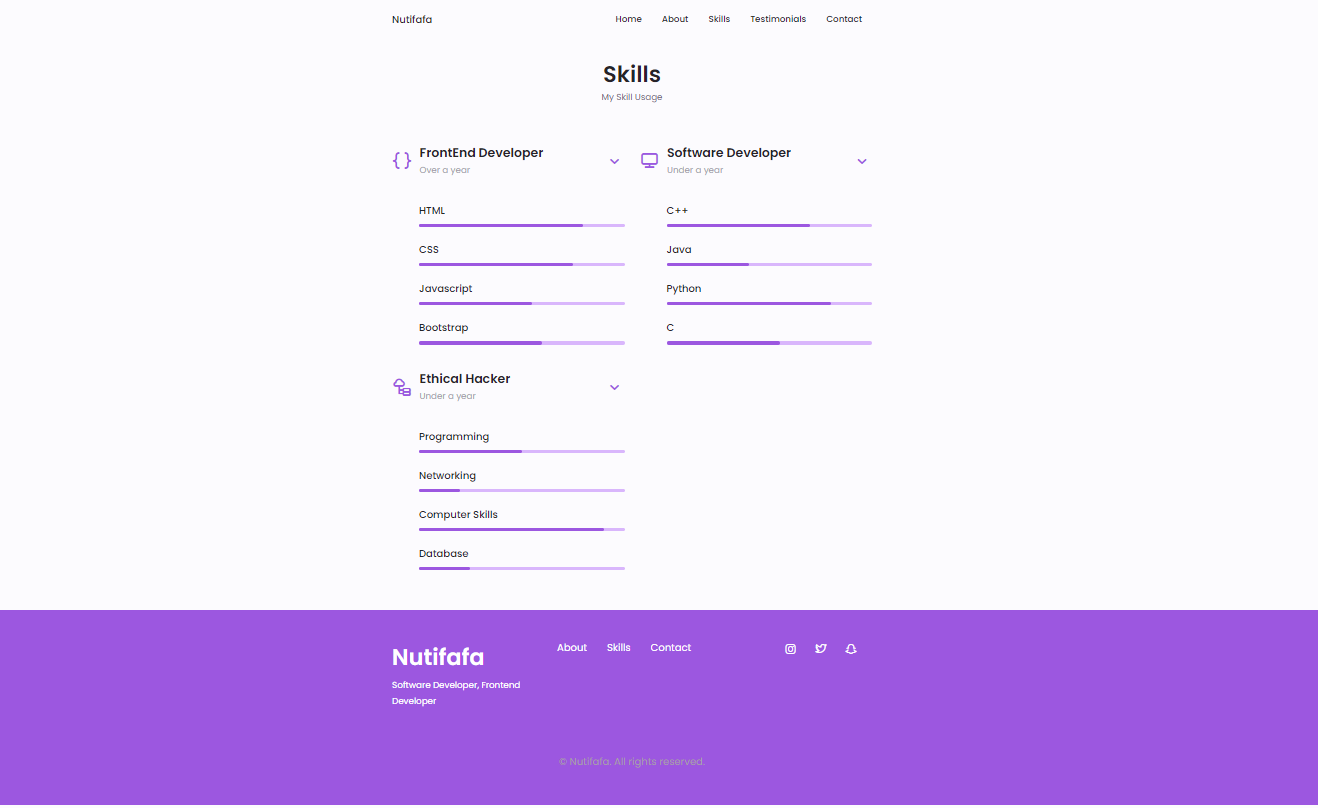 Nutifafa
Home About Skills Testimonials Contact
Skills
My Skill Usage
FrontEnd Developer
Over a year
HTML
CSS
Javascript
Bootstrap
Software Developer
Under a year
C++
Java
Python
C
Ethical Hacker
Under a year
Programming
Networking
Computer Skills
Database
Nutifafa
Software Developer, Frontend
Developer
About Skills Contact
© Nutifafa. All rights reserved.